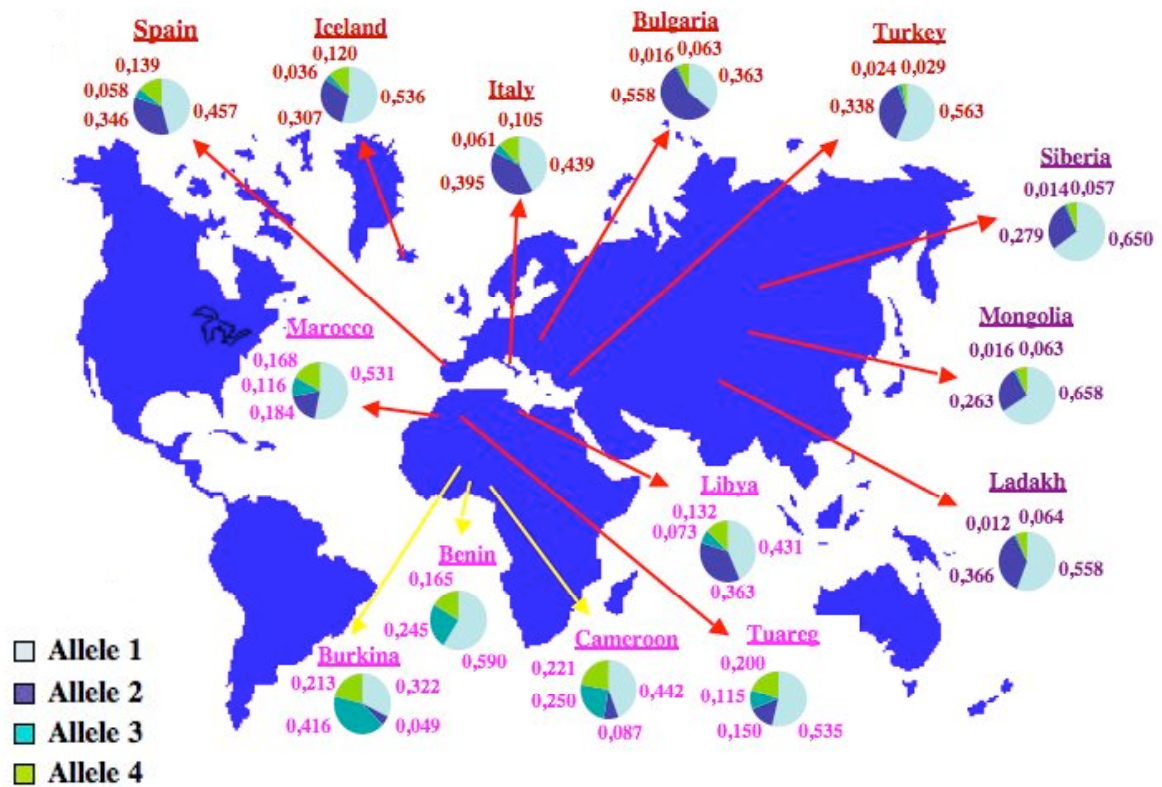 Spain
0,139
0,058
0,346
0,457
Iceland
0,120
0,036
0,307
0,536
Italy
0,105
0,061
0,395
0,439
Bulgaria
0,016 0,063
0,558
0,363
Turkey
0,024 0,029
0,338
0,563
Siberia
0,014 0,057
0,279
0,650
Mongolia
0,016 0,063
0,263
0,658
Ladakh
0,012 0,064
0,366
0,558
Marocco
0,168
0,116
0,184
0,531
Libya
0,132
0,073
0,431
0,363
Benin
0,165
0,245
0,590
Burkina
0,213
0,322
0,416
0,049
Cameroon
0,221
0,250
0,442
0,087
Tuareg
0,200
0,115
0,150
0,535
Allele 1
Allele 2
Allele 3
Allele 4